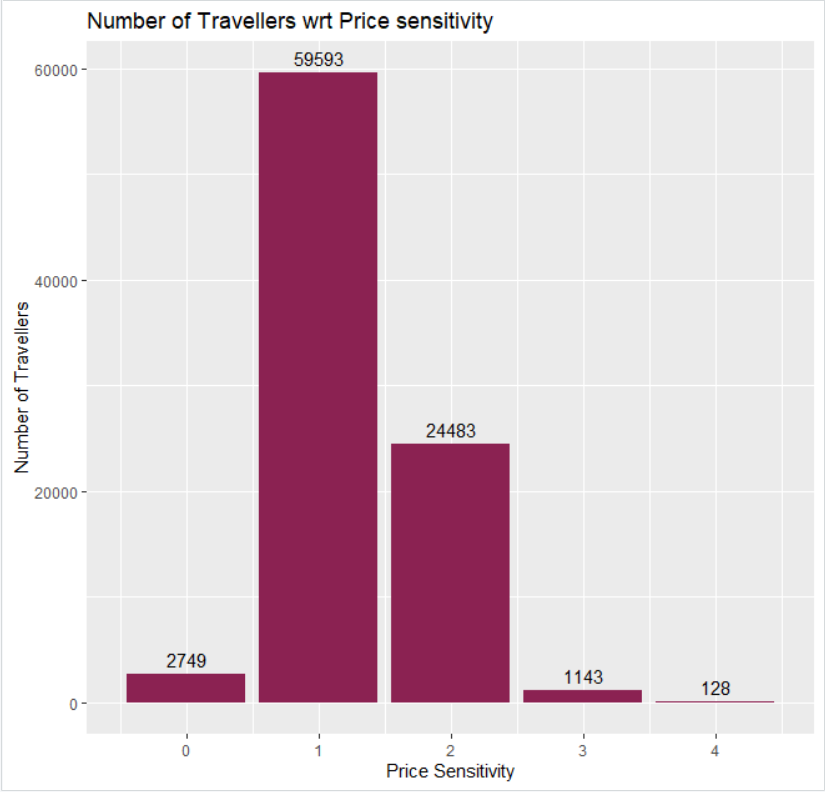 Number of Travellers wrt Price sensitivity
59593
60000
40000
Number of Travellers
24483
20000
2749
1143
128
0
0 1 2 3 4
Price Sensitivity